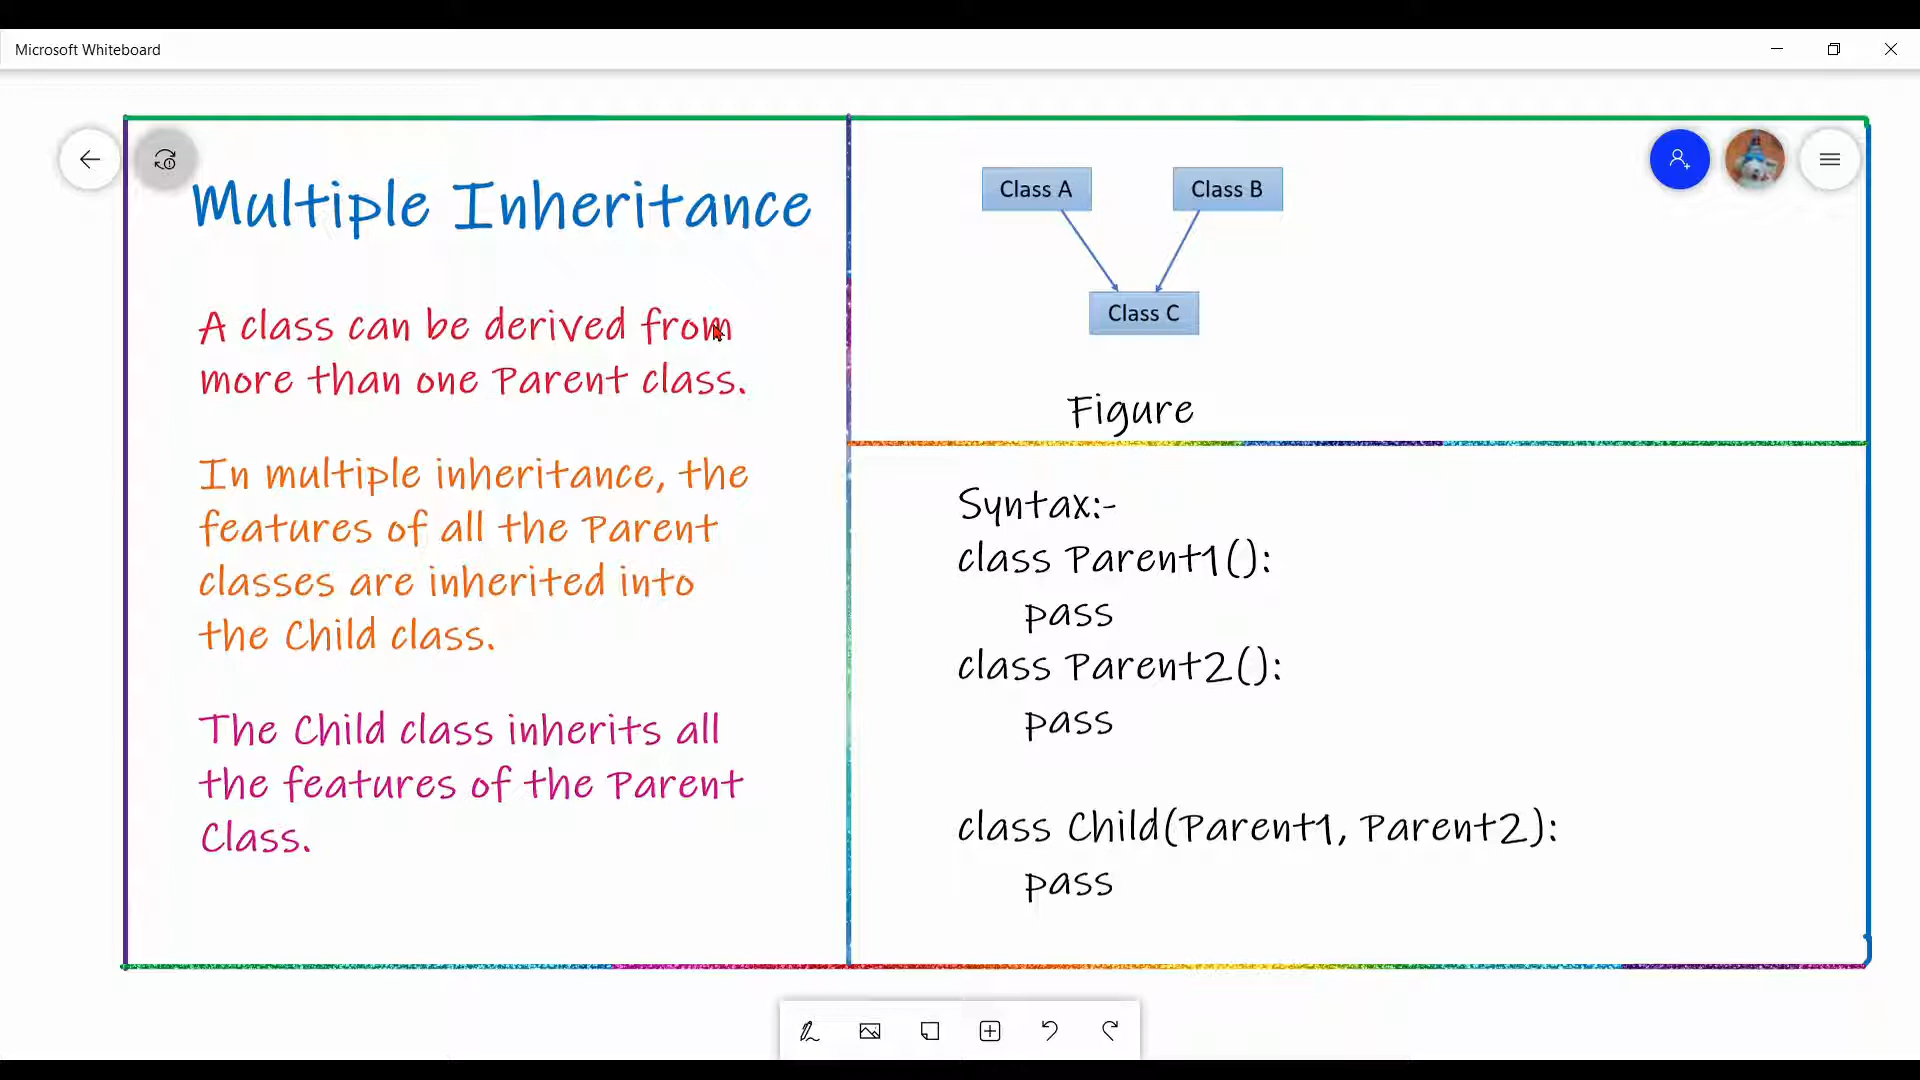 Microsoft Whiteboard
Multiple Inheritance
A class can be derived from
more than one Parent class.
In multiple inheritance, the
features of all the Parent
classes are inherited into
the Child class.
The Child class inherits all
the features of the Parent
Class.
Class A
Class B
Class C
Figure
Syntax:-
class Parent1():
pass
class Parent2():
pass
class Child(Parent1, Parent2):
pass